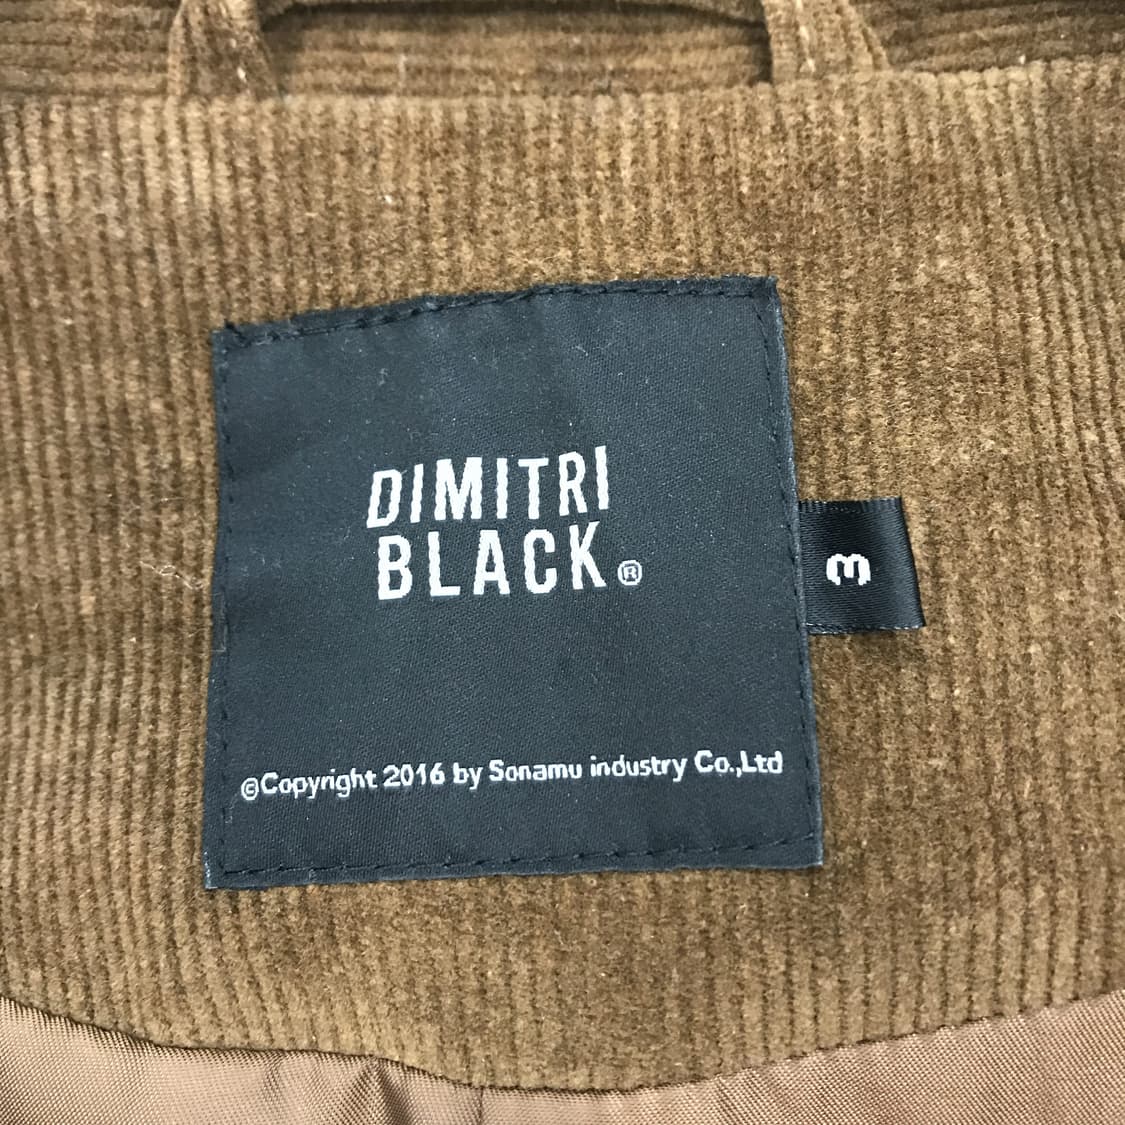 DIMITRI
BLACK®
3
©Copyright 2016 by Sonamu industry Co.,Ltd